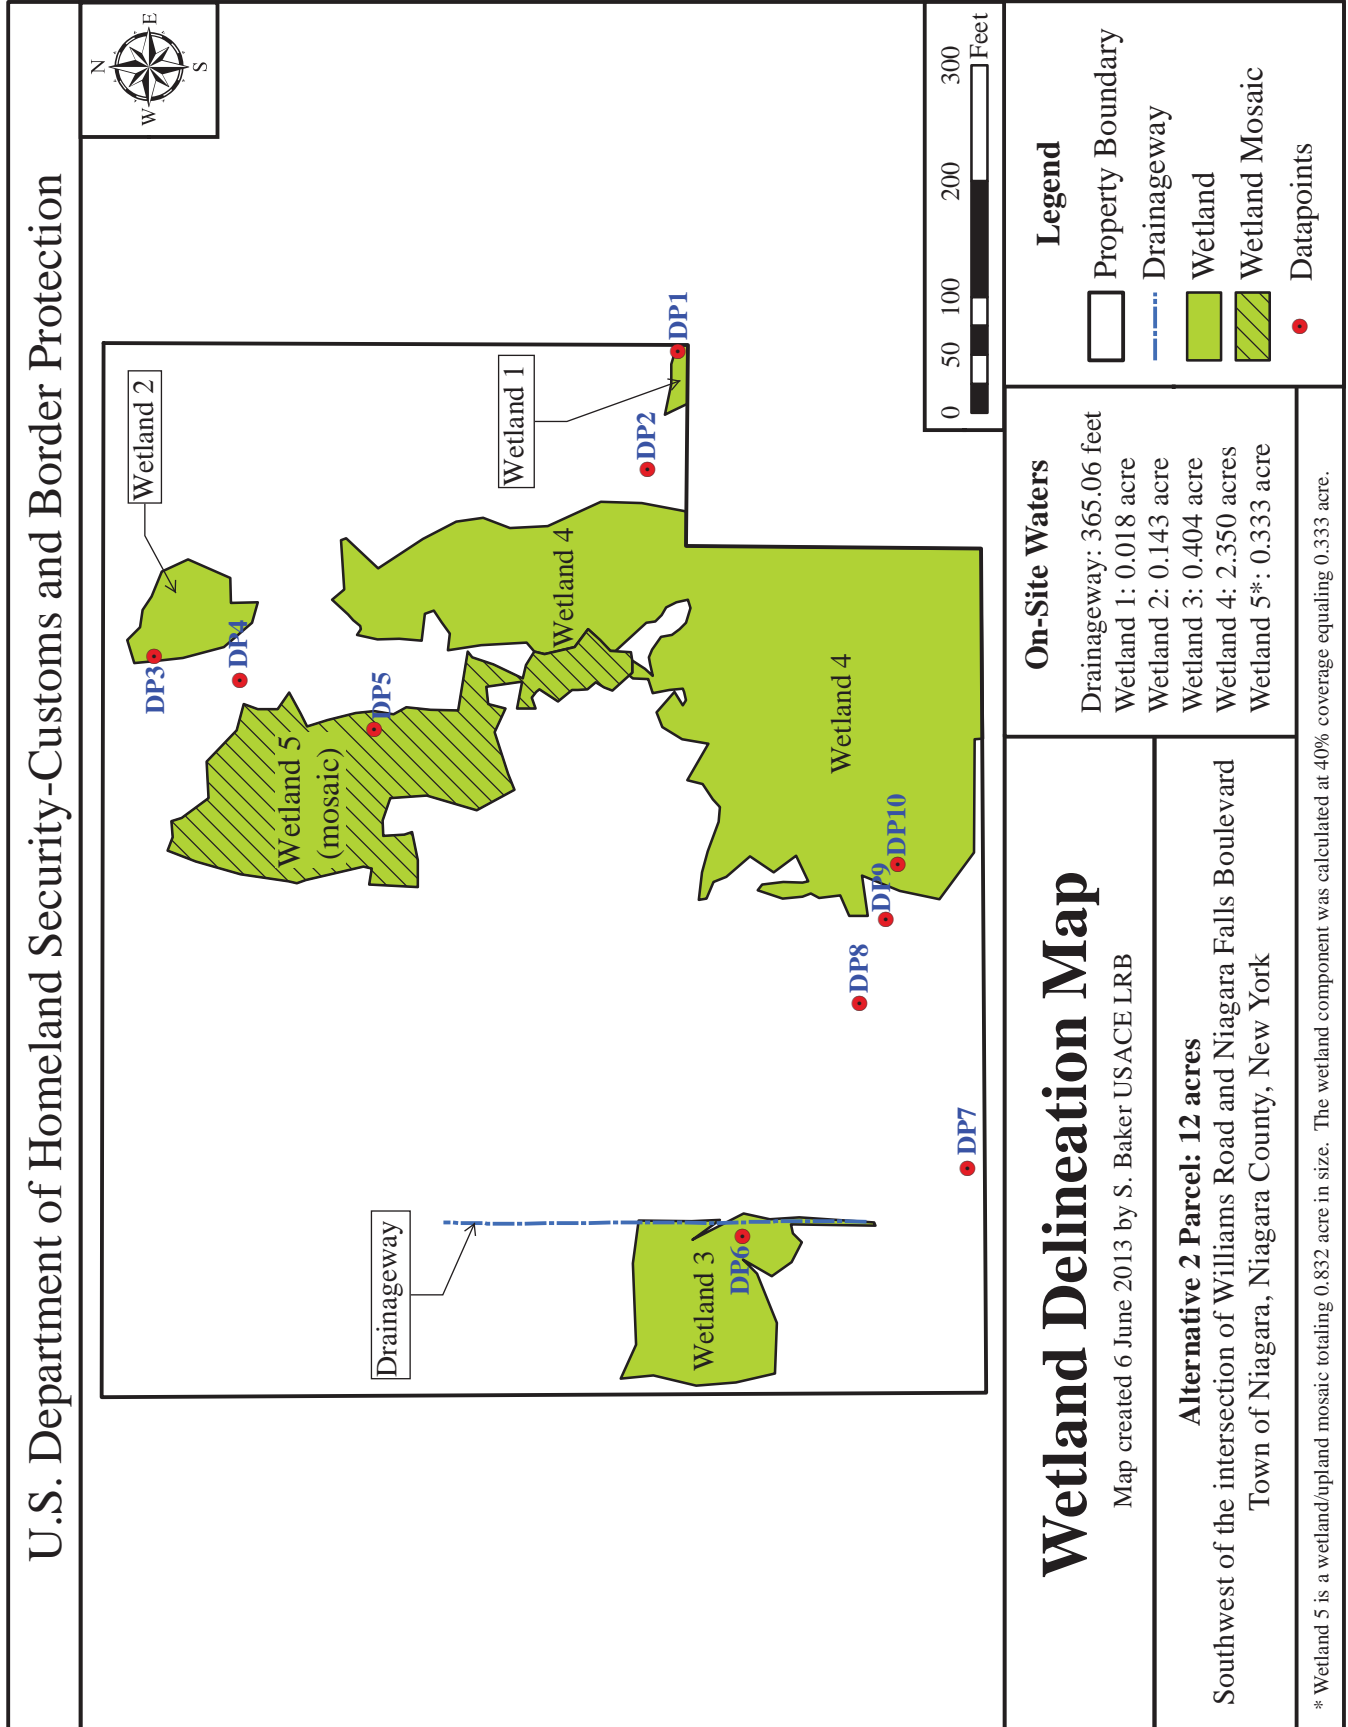 U.S. Department of Homeland Security-Customs and Border Protection
N
E
W
S
Wetland 2
DP3
DP4
Wetland 5
(mosaic)
DP5
Drainageway
Wetland 1
Wetland 4
DP2
DP1
Wetland 3
DP6
Wetland 4
DP8
DP9
DP10
DP7
0 50 100 200 300
Feet
Wetland Delineation Map
Map created 6 June 2013 by S. Baker USACE LRB
Alternative 2 Parcel: 12 acres
Southwest of the intersection of Williams Road and Niagara Falls Boulevard
Town of Niagara, Niagara County, New York
On-Site Waters
Drainageway: 365.06 feet
Wetland 1: 0.018 acre
Wetland 2: 0.143 acre
Wetland 3: 0.404 acre
Wetland 4: 2.350 acres
Wetland 5*: 0.333 acre
Legend
Property Boundary
Drainageway
Wetland
Wetland Mosaic
Datapoints
* Wetland 5 is a wetland/upland mosaic totaling 0.832 acre in size. The wetland component was calculated at 40% coverage equaling 0.333 acre.